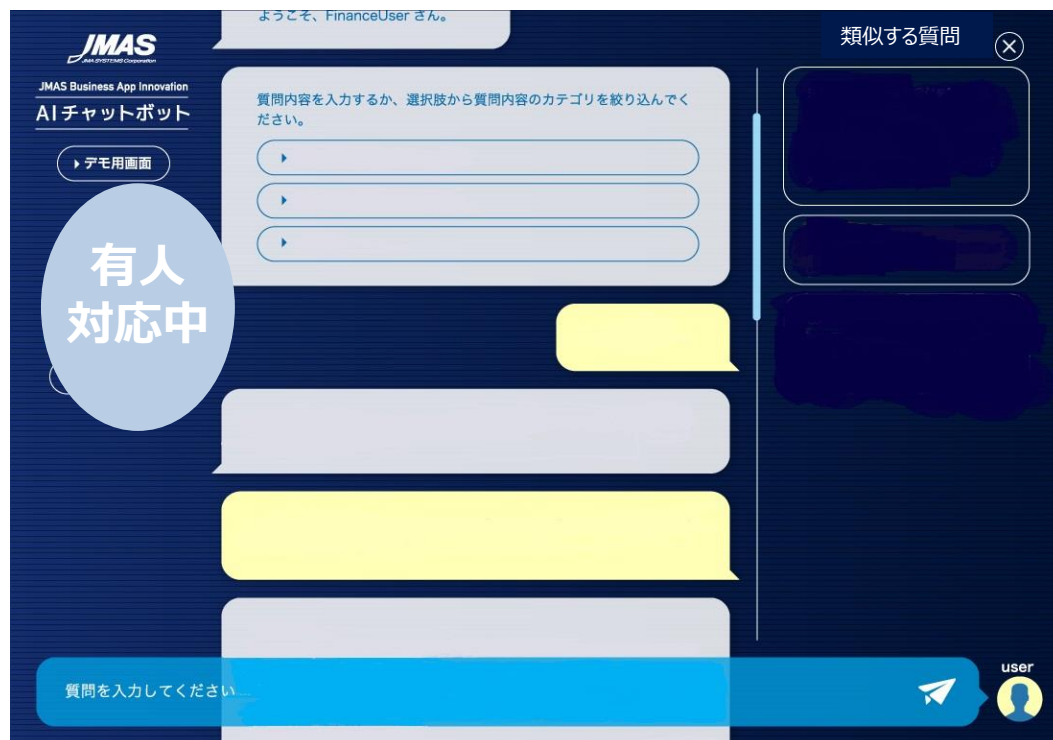 ようこそ、FinanceUser さん。
JMAS
JMA SYSTEMS Corporation
JMAS Business App Innovation
AIチャットボット
デモ用画面
有人
対応中
質問内容を入力するか、選択肢から質問内容のカテゴリを絞り込んでく
ださい。
類似する質問
質問を入力してください...
user